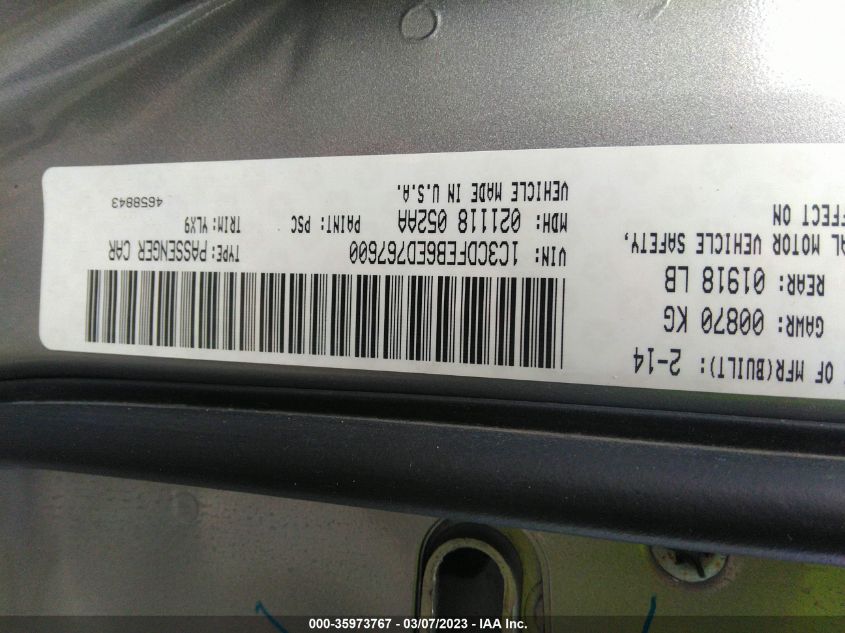 OF MFR(BUILT): 2-14
GAWR: 00870 KG
REAR: 01918 LB
AL MOTOR VEHICLE SAFETY,
FFECT ON
VIN: 1C3CDFEB6ED767600
TYPE: PASSENGER CAR
MDH: 021118 052AA
PAINT: PSC
TRIM: YLX9
VEHICLE MADE IN U.S.A.
4658843
000-35973767 - 03/07/2023 - IAA Inc.